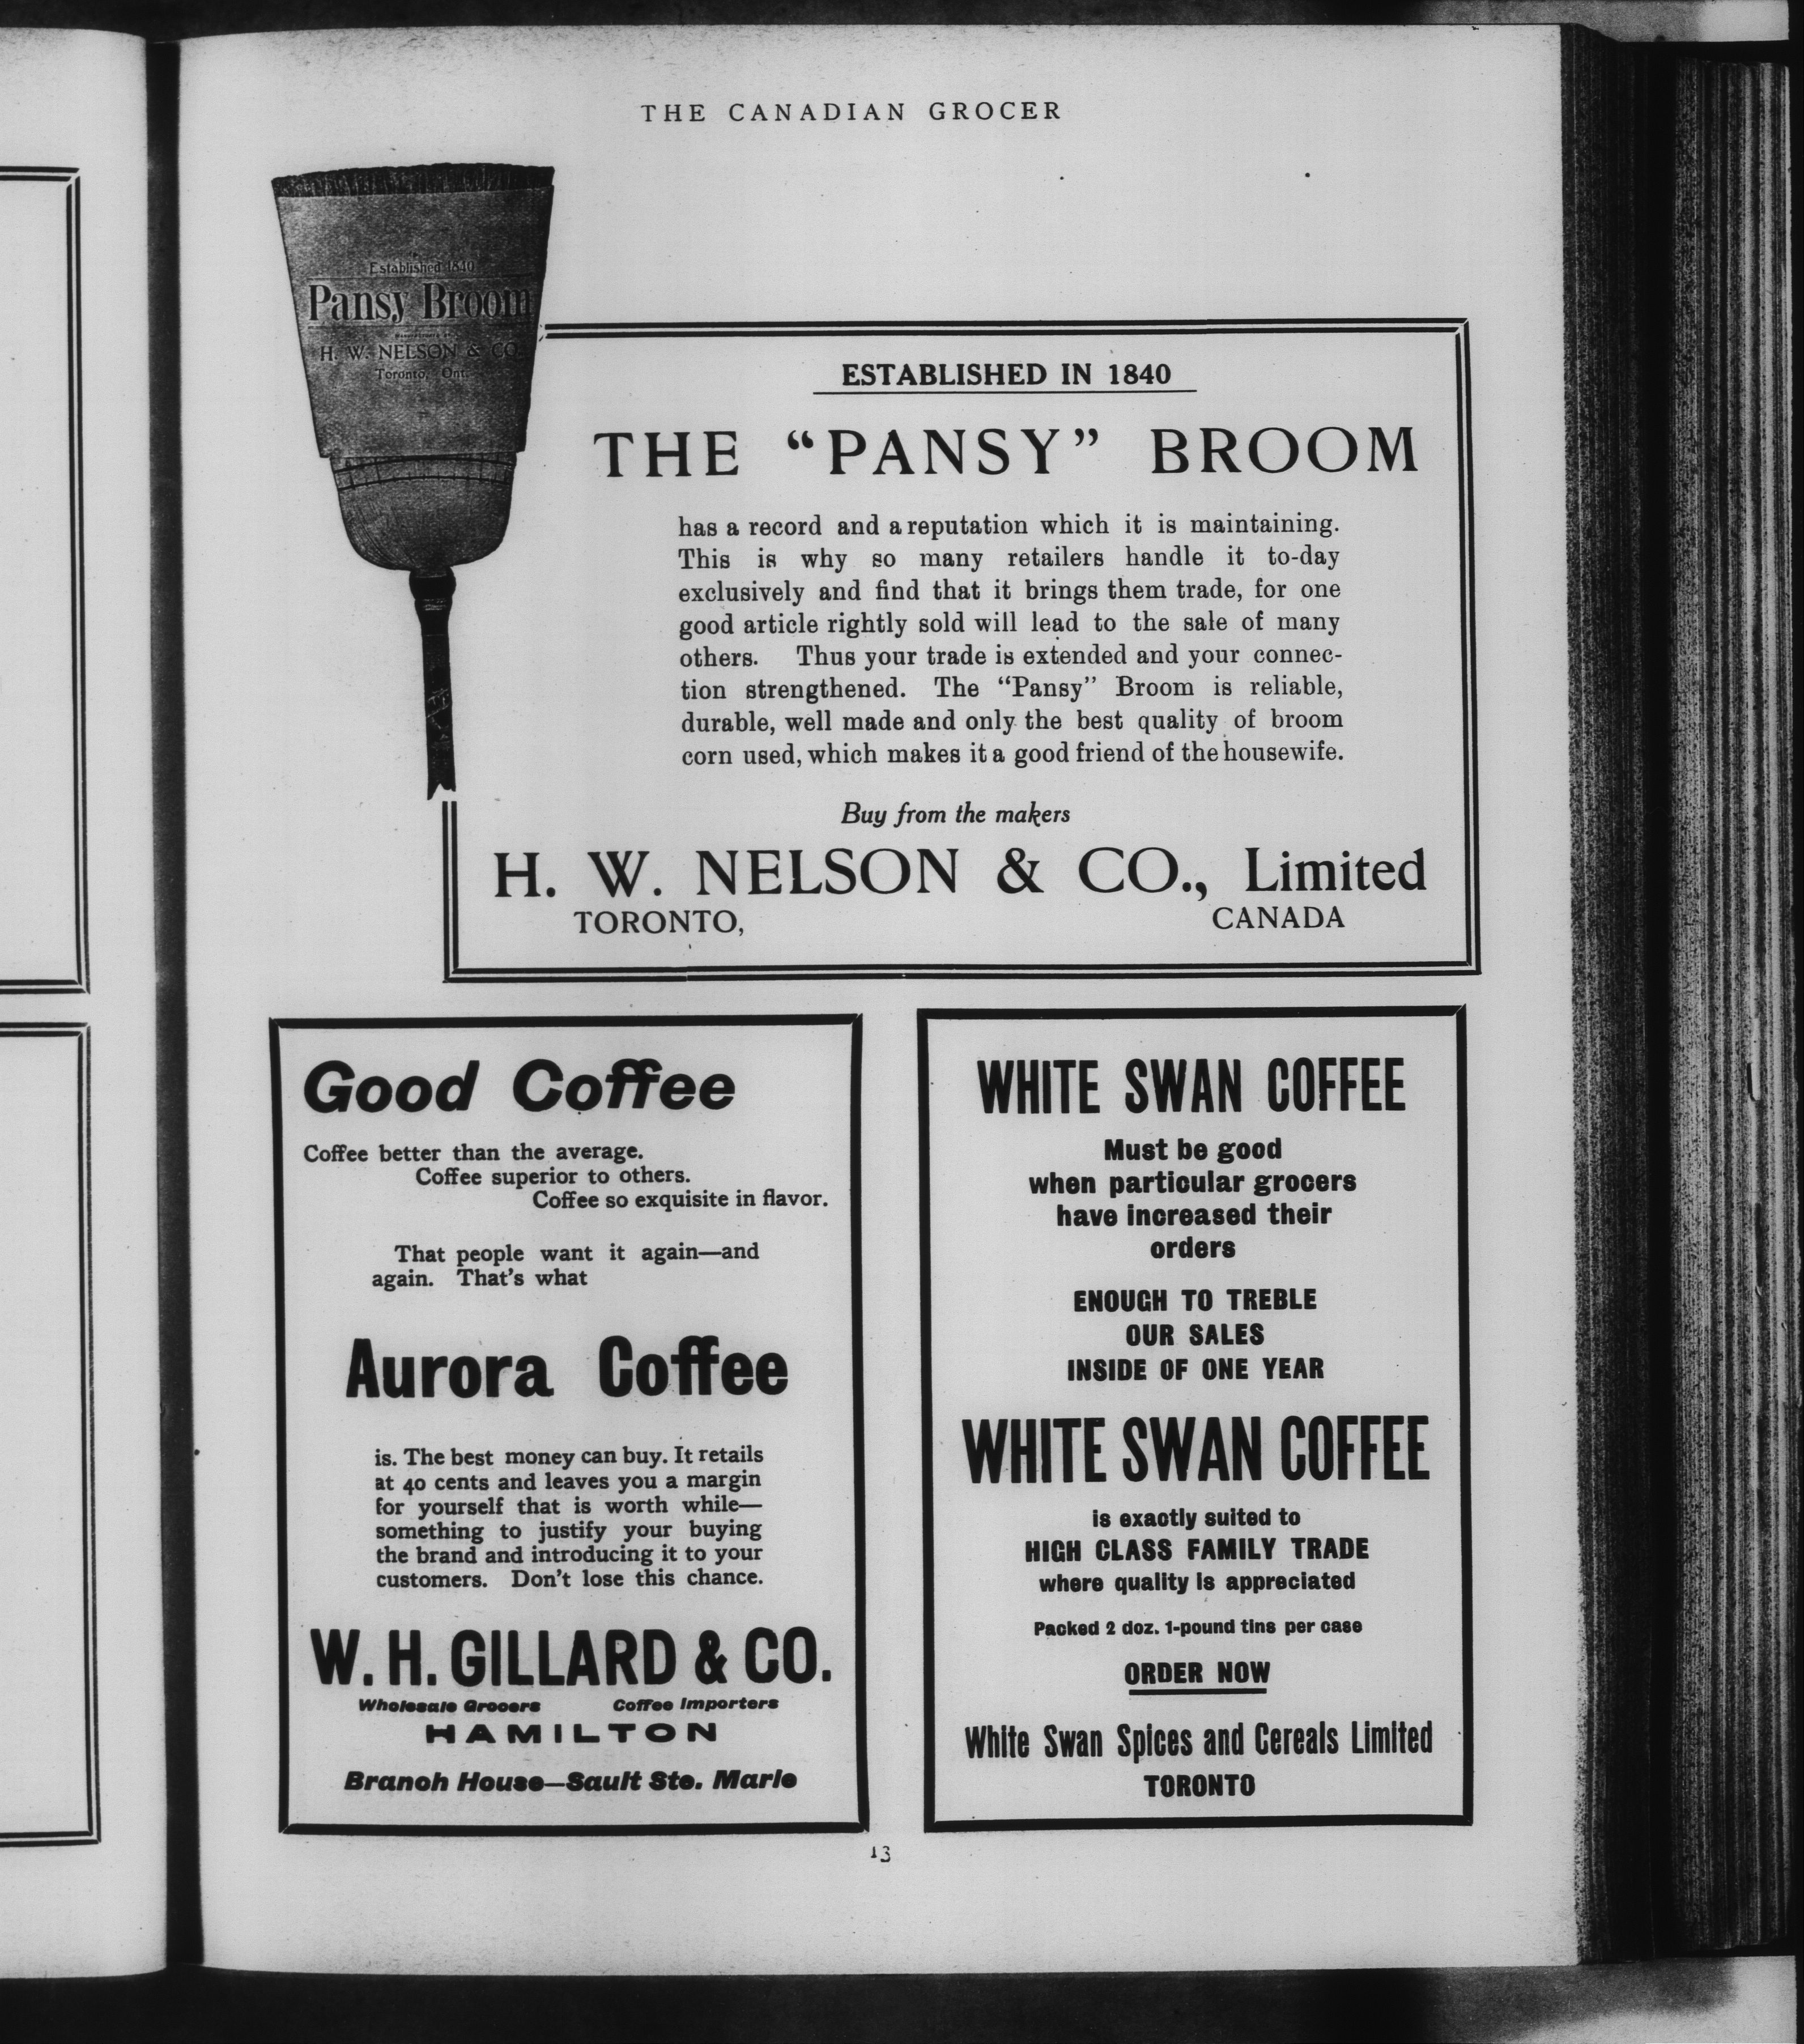 THE CANADIAN GROCER
Established 1840
Pansy Broom
H. W. NELSON & CO.
Toronto, Ont.
ESTABLISHED IN 1840
THE “PANSY” BROOM
has a record and a reputation which it is maintaining.
This is why so many retailers handle it to-day
exclusively and find that it brings them trade, for one
good article rightly sold will lead to the sale of many
others. Thus your trade is extended and your connec-
tion strengthened. The “Pansy” Broom is reliable,
durable, well made and only the best quality of broom
corn used, which makes it a good friend of the housewife.
Buy from the makers
H. W. NELSON & CO., Limited
TORONTO, CANADA
Good Coffee
Coffee better than the average.
Coffee superior to others.
Coffee so exquisite in flavor.
That people want it again—and
again. That's what
Aurora Coffee
is. The best money can buy. It retails
at 40 cents and leaves you a margin
for yourself that is worth while—
something to justify your buying
the brand and introducing it to your
customers. Don't lose this chance.
W. H. GILLARD & CO.
Wholesale Grocers Coffee Importers
HAMILTON
Branch House—Sault Ste. Marie
WHITE SWAN COFFEE
Must be good
when particular grocers
have increased their
orders
ENOUGH TO TREBLE
OUR SALES
INSIDE OF ONE YEAR
WHITE SWAN COFFEE
is exactly suited to
HIGH CLASS FAMILY TRADE
where quality is appreciated
Packed 2 doz. 1-pound tins per case
ORDER NOW
White Swan Spices and Cereals Limited
TORONTO
13